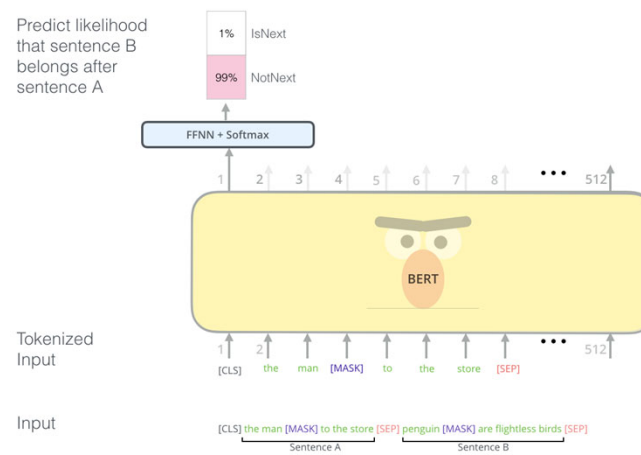 Predict likelihood
that sentence B
belongs after
sentence A
1% IsNext
99% NotNext
FFNN + Softmax
1 2 3 4 5 6 7 8 ••• 512
BERT
Tokenized
Input
1 2 ••• 512
[CLS] the man [MASK] to the store [SEP]
Input
[CLS] the man [MASK] to the store [SEP] penguin [MASK] are flightless birds [SEP]
Sentence A Sentence B